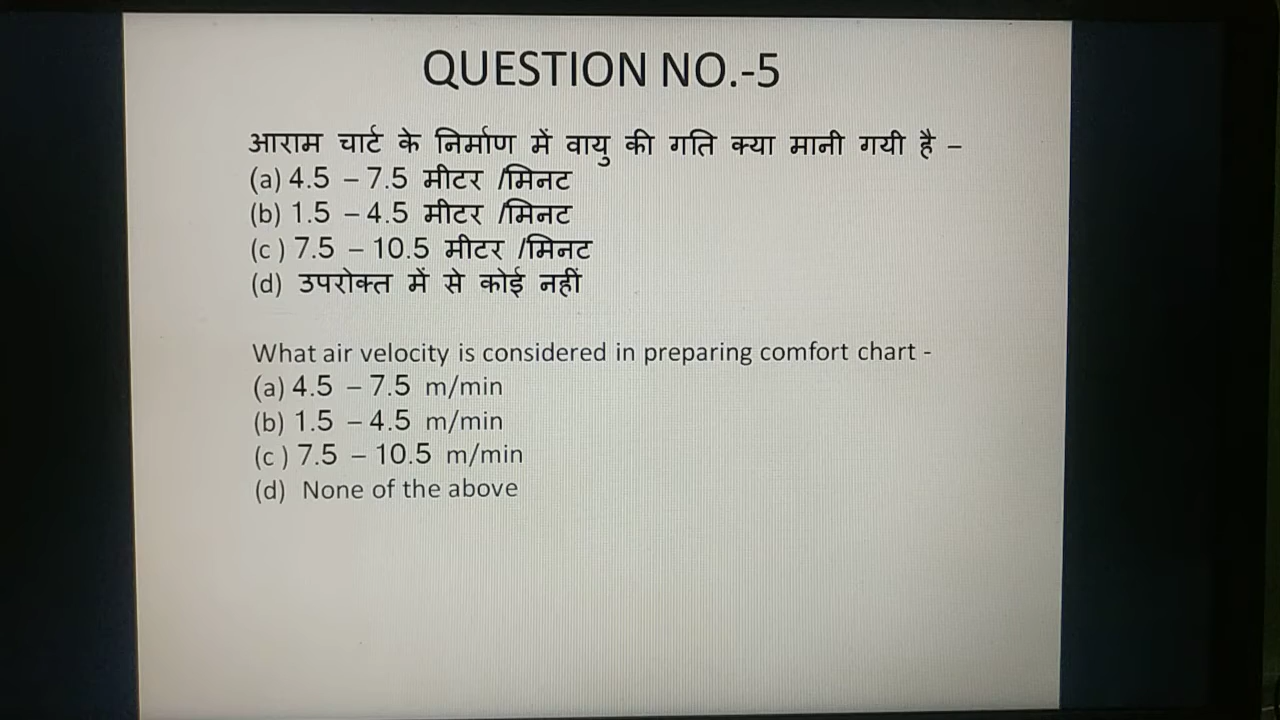 QUESTION NO.-5
आराम चार्ट के निर्माण में वायु की गति क्या मानी गयी है –
(a) 4.5 – 7.5 मीटर /मिनट
(b) 1.5 – 4.5 मीटर /मिनट
(c ) 7.5 – 10.5 मीटर /मिनट
(d) उपरोक्त में से कोई नहीं
What air velocity is considered in preparing comfort chart -
(a) 4.5 – 7.5 m/min
(b) 1.5 – 4.5 m/min
(c ) 7.5 – 10.5 m/min
(d) None of the above